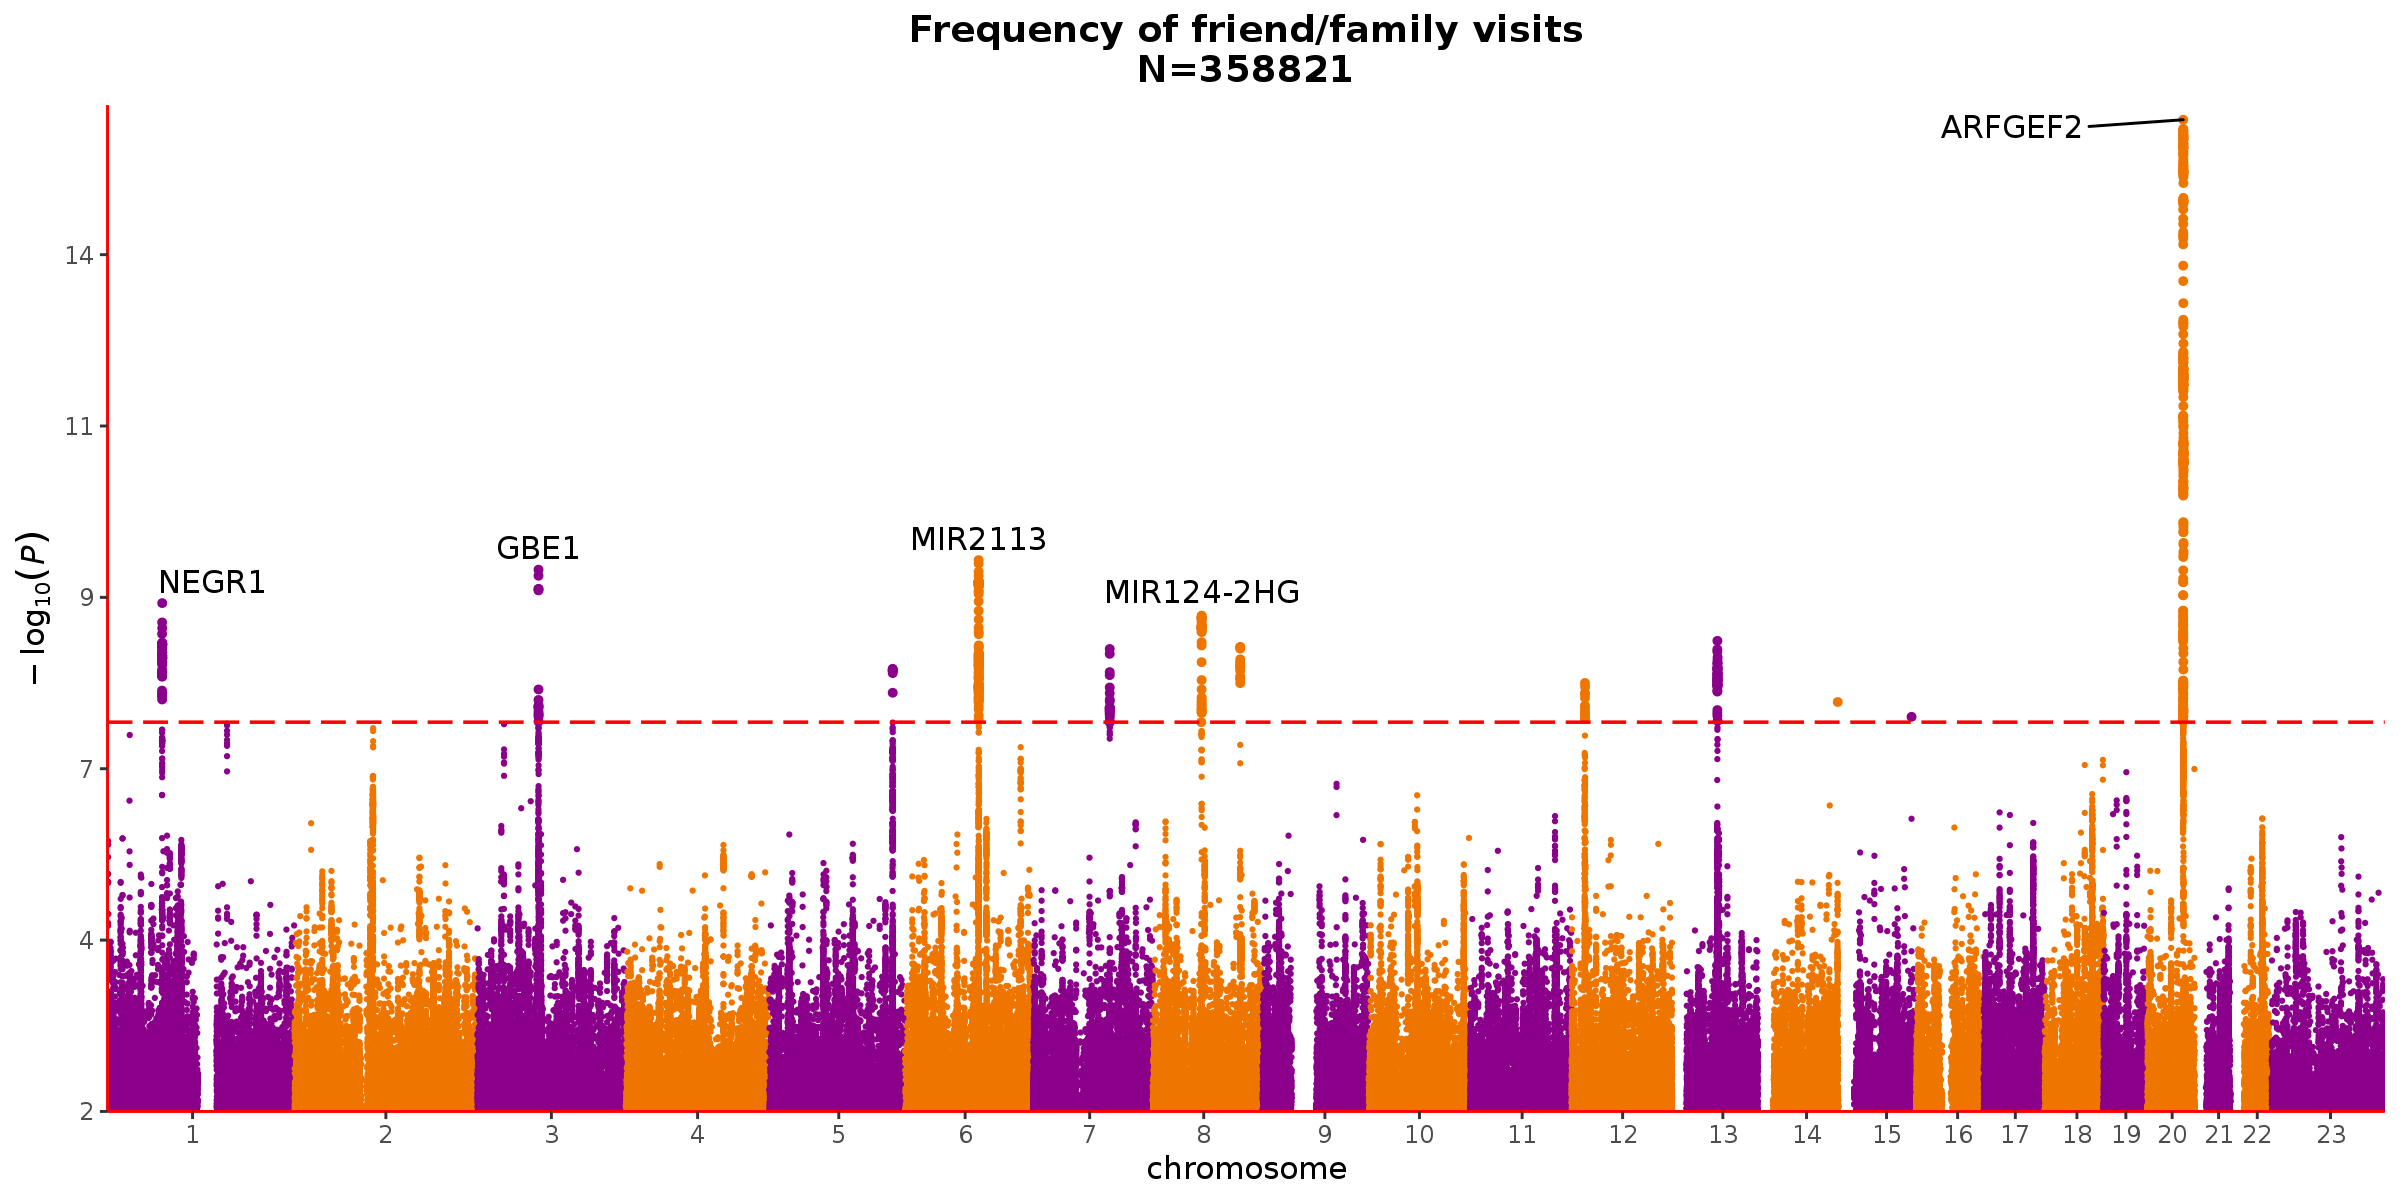 Frequency of friend/family visits
N=358821
ARFGEF2
14
11
MIR2113
GBE1
NEGR1
MIR124-2HG
9
−log10(P)
7
4
2
1 2 3 4 5 6 7 8 9 10 11 12 13 14 15 16 17 18 19 20 21 22 23
chromosome